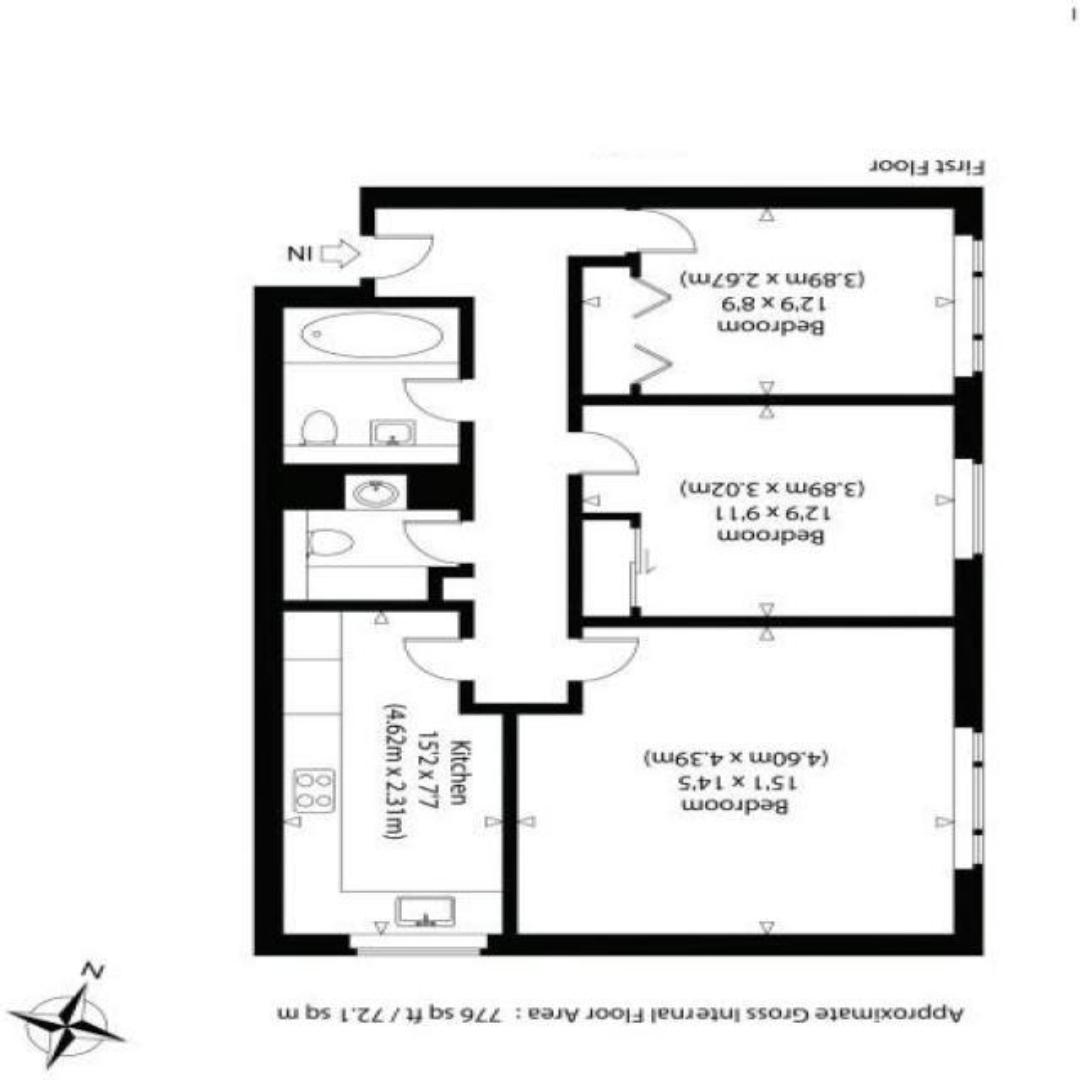 Approximate Gross Internal Floor Area : 776 sq ft / 72.1 sq m
N
Bedroom
15'1 x 14'5
(4.60m x 4.39m)
Kitchen
15'2 x 7'7
(4.62m x 2.31m)
Bedroom
12'9 x 9'11
(3.89m x 3.02m)
Bedroom
12'9 x 8'9
(3.89m x 2.67m)
IN
First Floor